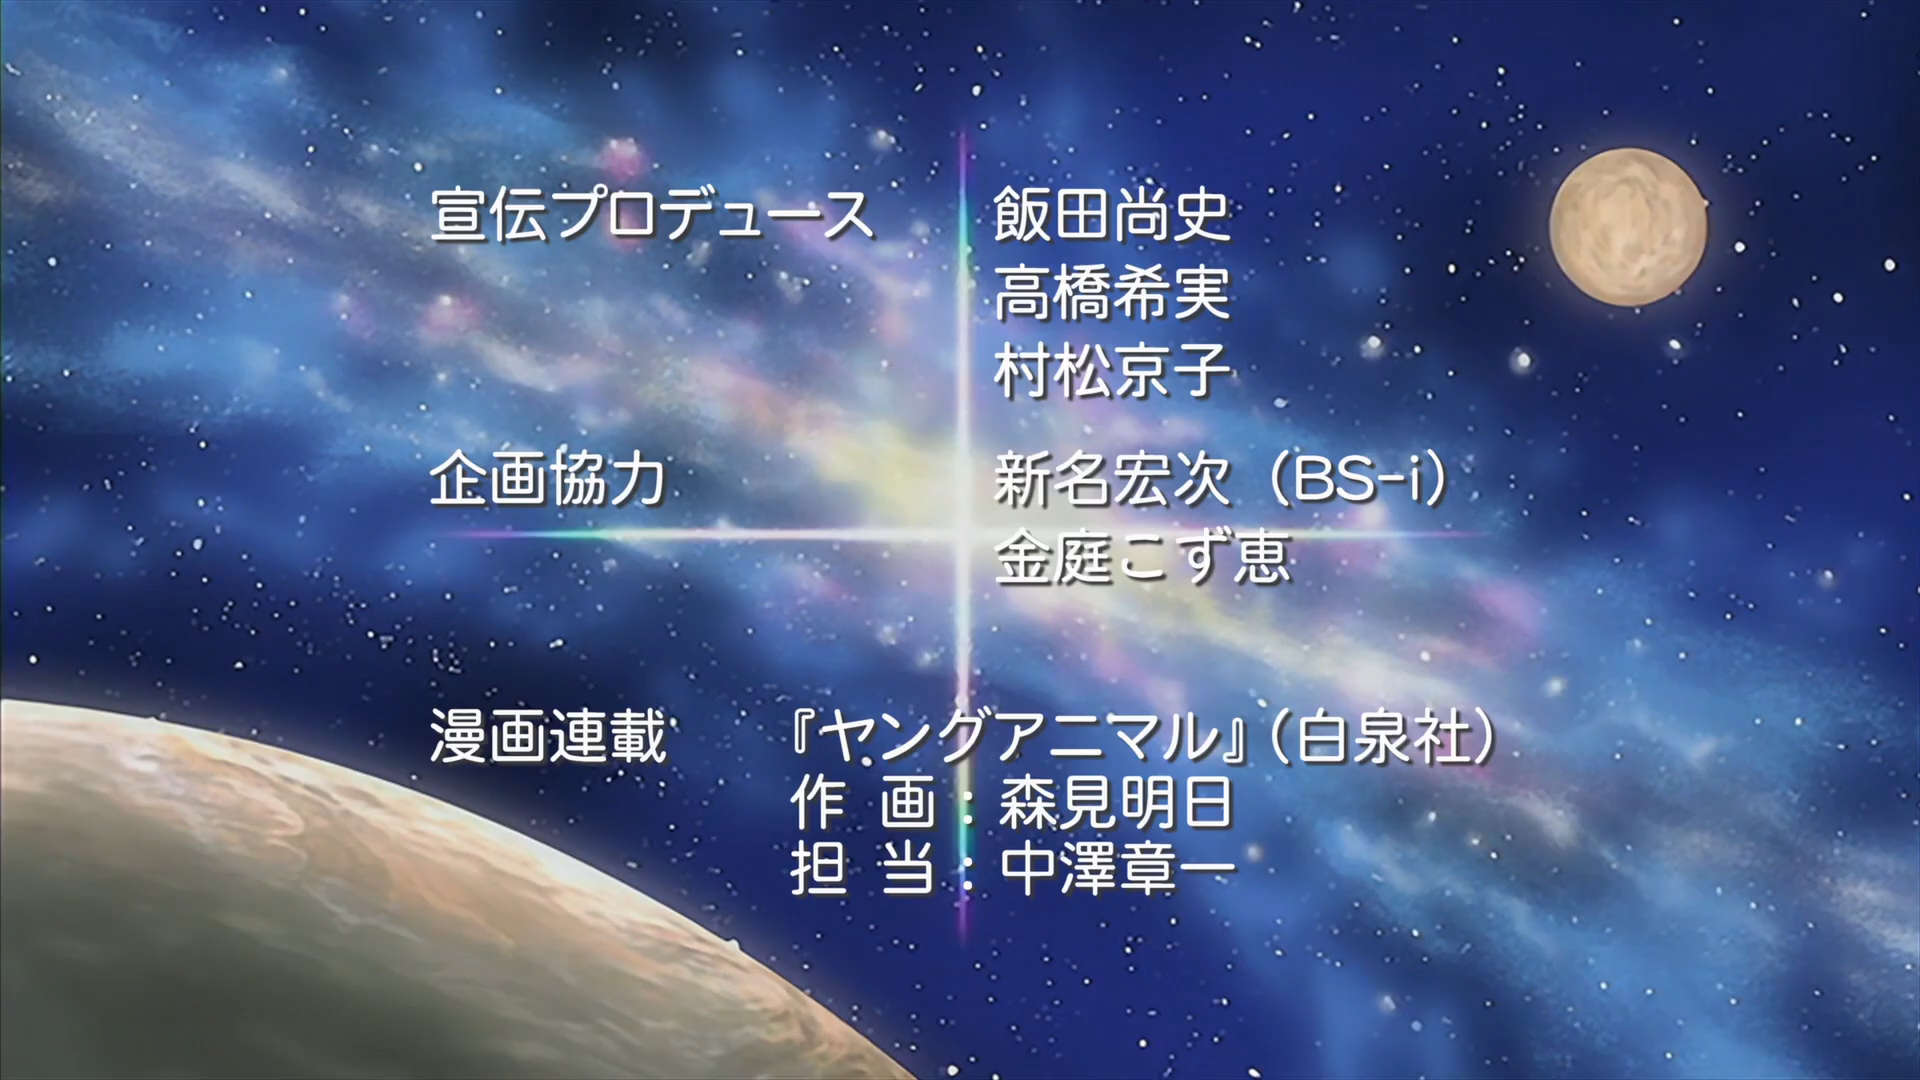 宣伝プロデュース 飯田尚史
高橋希実
村松京子
企画協力 新名宏次（BS-i）
金庭こず恵
漫画連載 『ヤングアニマル』（白泉社）
作 画：森見明日
担 当：中澤章一